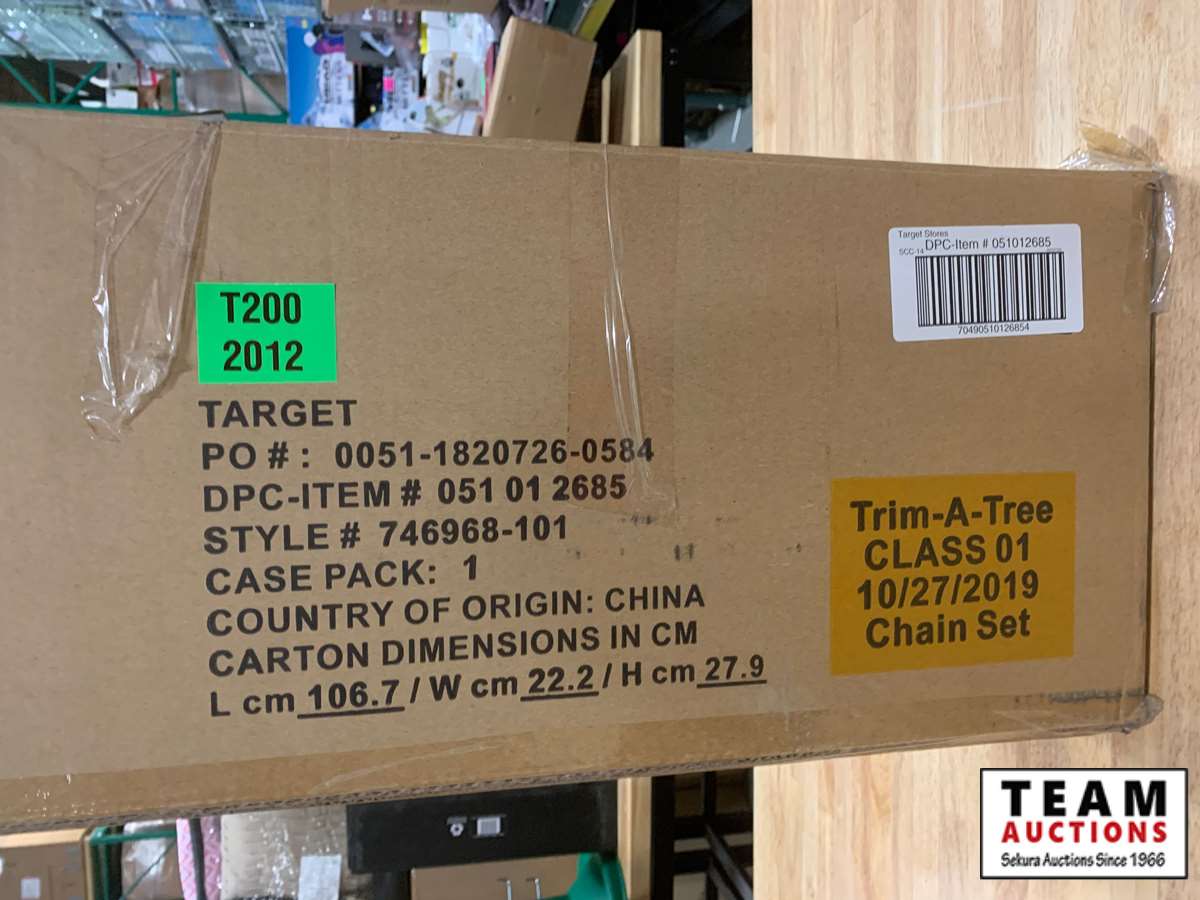 Target Stores
SCC-14
DPC-Item # 051012685
70490510126854
T200
2012
TARGET
PO # : 0051-1820726-0584
DPC-ITEM # 051 01 2685
STYLE # 746968-101
CASE PACK: 1
COUNTRY OF ORIGIN: CHINA
CARTON DIMENSIONS IN CM
L cm 106.7 / W cm 22.2 / H cm 27.9
Trim-A-Tree
CLASS 01
10/27/2019
Chain Set
TEAM
AUCTIONS
Sekura Auctions Since 1966